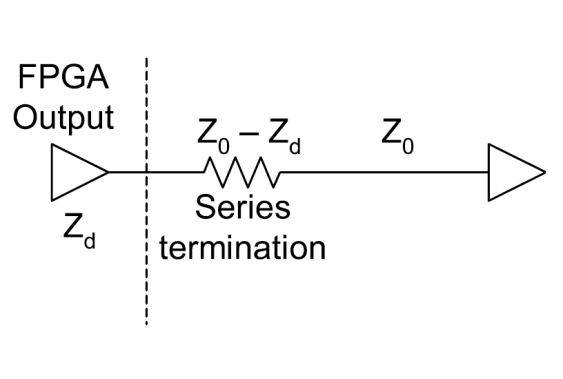 FPGA
Output
Z0 – Zd
Z0
Series
termination
Zd